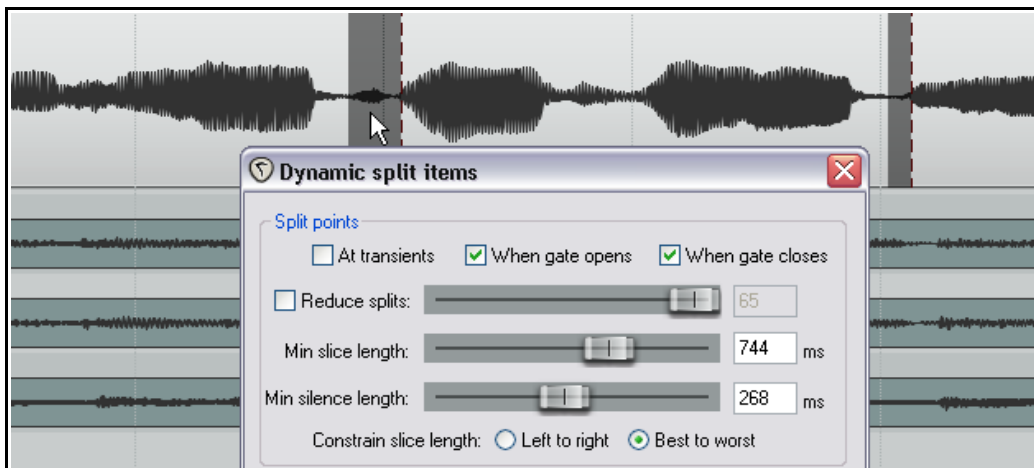 Dynamic split items
Split points
At transients When gate opens When gate closes
Reduce splits: 65
Min slice length: 744 ms
Min silence length: 268 ms
Constrain slice length: Left to right Best to worst